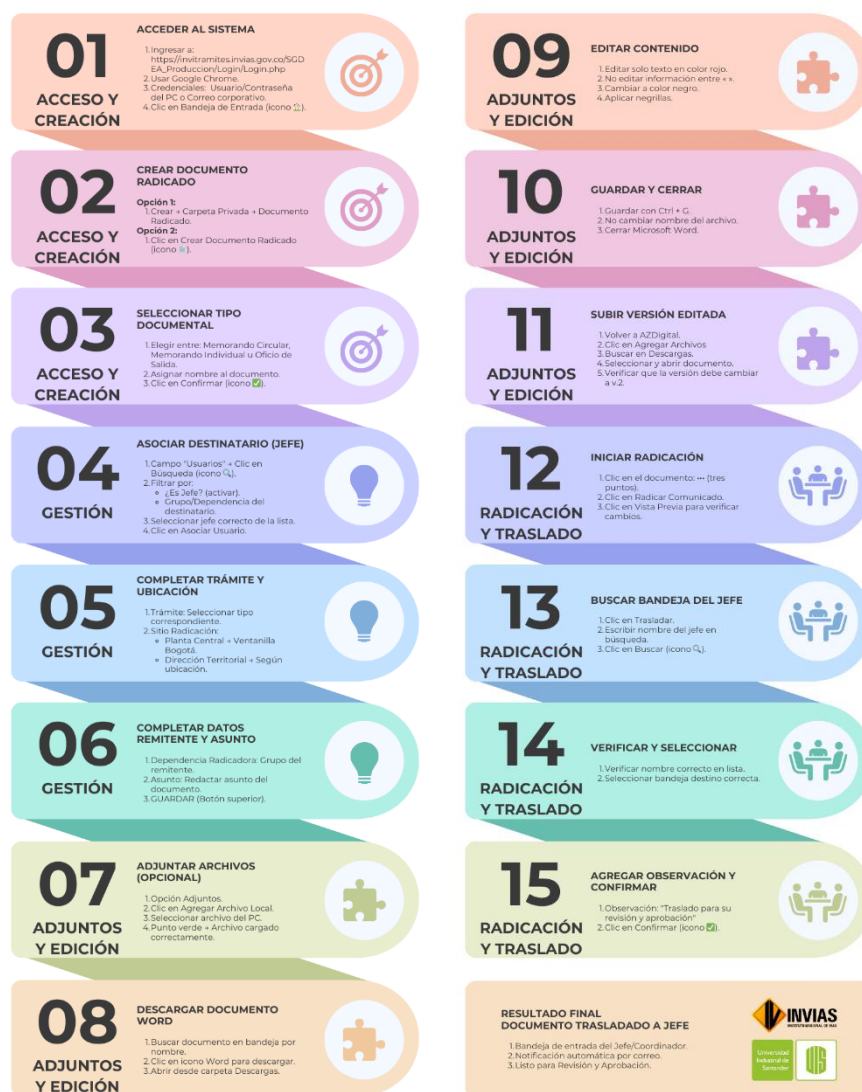 01
ACCESO Y
CREACIÓN
ACCEDER AL SISTEMA
1.Ingresar a:
https://invitramites.invias.gov.co/SGD
EA_Produccion/Login/Login.php
2.Usar Google Chrome.
3.Credenciales: Usuario/Contraseña
del PC o Correo corporativo.
4.Clic en Bandeja de Entrada (icono).
02
ACCESO Y
CREACIÓN
CREAR DOCUMENTO
RADICADO
Opción 1:
1.Crear → Carpeta Privada → Documento
Radicado.
Opción 2:
1.Clic en Crear Documento Radicado
(icono).
03
ACCESO Y
CREACIÓN
SELECCIONAR TIPO
DOCUMENTAL
1.Elegir entre: Memorando Circular,
Memorando Individual u Oficio de
Salida.
2.Asignar nombre al documento.
3.Clic en Confirmar (icono ✅).
04
GESTIÓN
ASOCIAR DESTINATARIO (JEFE)
1.Campo "Usuarios" → Clic en
Búsqueda (icono 🔍).
2.Filtrar por:
¿Es Jefe? (activar).
Grupo/Dependencia del
destinatario.
3.Seleccionar jefe correcto de la lista.
4.Clic en Asociar Usuario.
05
GESTIÓN
COMPLETAR TRÁMITE Y
UBICACIÓN
1.Trámite: Seleccionar tipo
correspondiente.
2.Sitio Radicación:
Planta Central → Ventanilla
Bogotá.
Dirección Territorial → Según
ubicación.
06
GESTIÓN
COMPLETAR DATOS
REMITENTE Y ASUNTO
1.Dependencia Radicadora: Grupo del
remitente.
2.Asunto: Redactar asunto del
documento.
3.GUARDAR (Botón superior).
07
ADJUNTOS
Y EDICIÓN
ADJUNTAR ARCHIVOS
(OPCIONAL)
1.Opción Adjuntos.
2.Clic en Agregar Archivo Local.
3.Seleccionar archivo del PC.
4.Punto verde → Archivo cargado
correctamente.
08
ADJUNTOS
Y EDICIÓN
DESCARGAR DOCUMENTO
WORD
1.Buscar documento en bandeja por
nombre.
2.Clic en icono Word para descargar.
3.Abrir desde carpeta Descargas.
09
ADJUNTOS
Y EDICIÓN
EDITAR CONTENIDO
1.Editar solo texto en color rojo.
2.No editar información entre « ».
3.Cambiar a color negro.
4.Aplicar negrillas.
10
ADJUNTOS
Y EDICIÓN
GUARDAR Y CERRAR
1.Guardar con Ctrl + G.
2.No cambiar nombre del archivo.
3.Cerrar Microsoft Word.
11
ADJUNTOS
Y EDICIÓN
SUBIR VERSIÓN EDITADA
1.Volver a AZDigital.
2.Clic en Agregar Archivos
3.Buscar en Descargas.
4.Seleccionar y abrir documento.
5.Verificar que la versión debe cambiar
a v.2.
12
RADICACIÓN
Y TRASLADO
INICIAR RADICACIÓN
1.Clic en el documento: ••• (tres
puntos).
2.Clic en Radicar Comunicado.
3.Clic en Vista Previa para verificar
cambios.
13
RADICACIÓN
Y TRASLADO
BUSCAR BANDEJA DEL JEFE
1.Clic en Trasladar.
2.Escribir nombre del jefe en
búsqueda.
3.Clic en Buscar (icono 🔍).
14
RADICACIÓN
Y TRASLADO
VERIFICAR Y SELECCIONAR
1.Verificar nombre correcto en lista.
2.Seleccionar bandeja destino correcta.
15
RADICACIÓN
Y TRASLADO
AGREGAR OBSERVACIÓN Y
CONFIRMAR
1.Observación: "Traslado para su
revisión y aprobación"
2.Clic en Confirmar (icono ✅).
RESULTADO FINAL
DOCUMENTO TRASLADADO A JEFE
1.Bandeja de entrada del Jefe/Coordinador.
2.Notificación automática por correo.
3.Listo para Revisión y Aprobación.
INVIAS
INSTITUTO NACIONAL DE VÍAS
Universidad
Industrial de
Santander
UIS